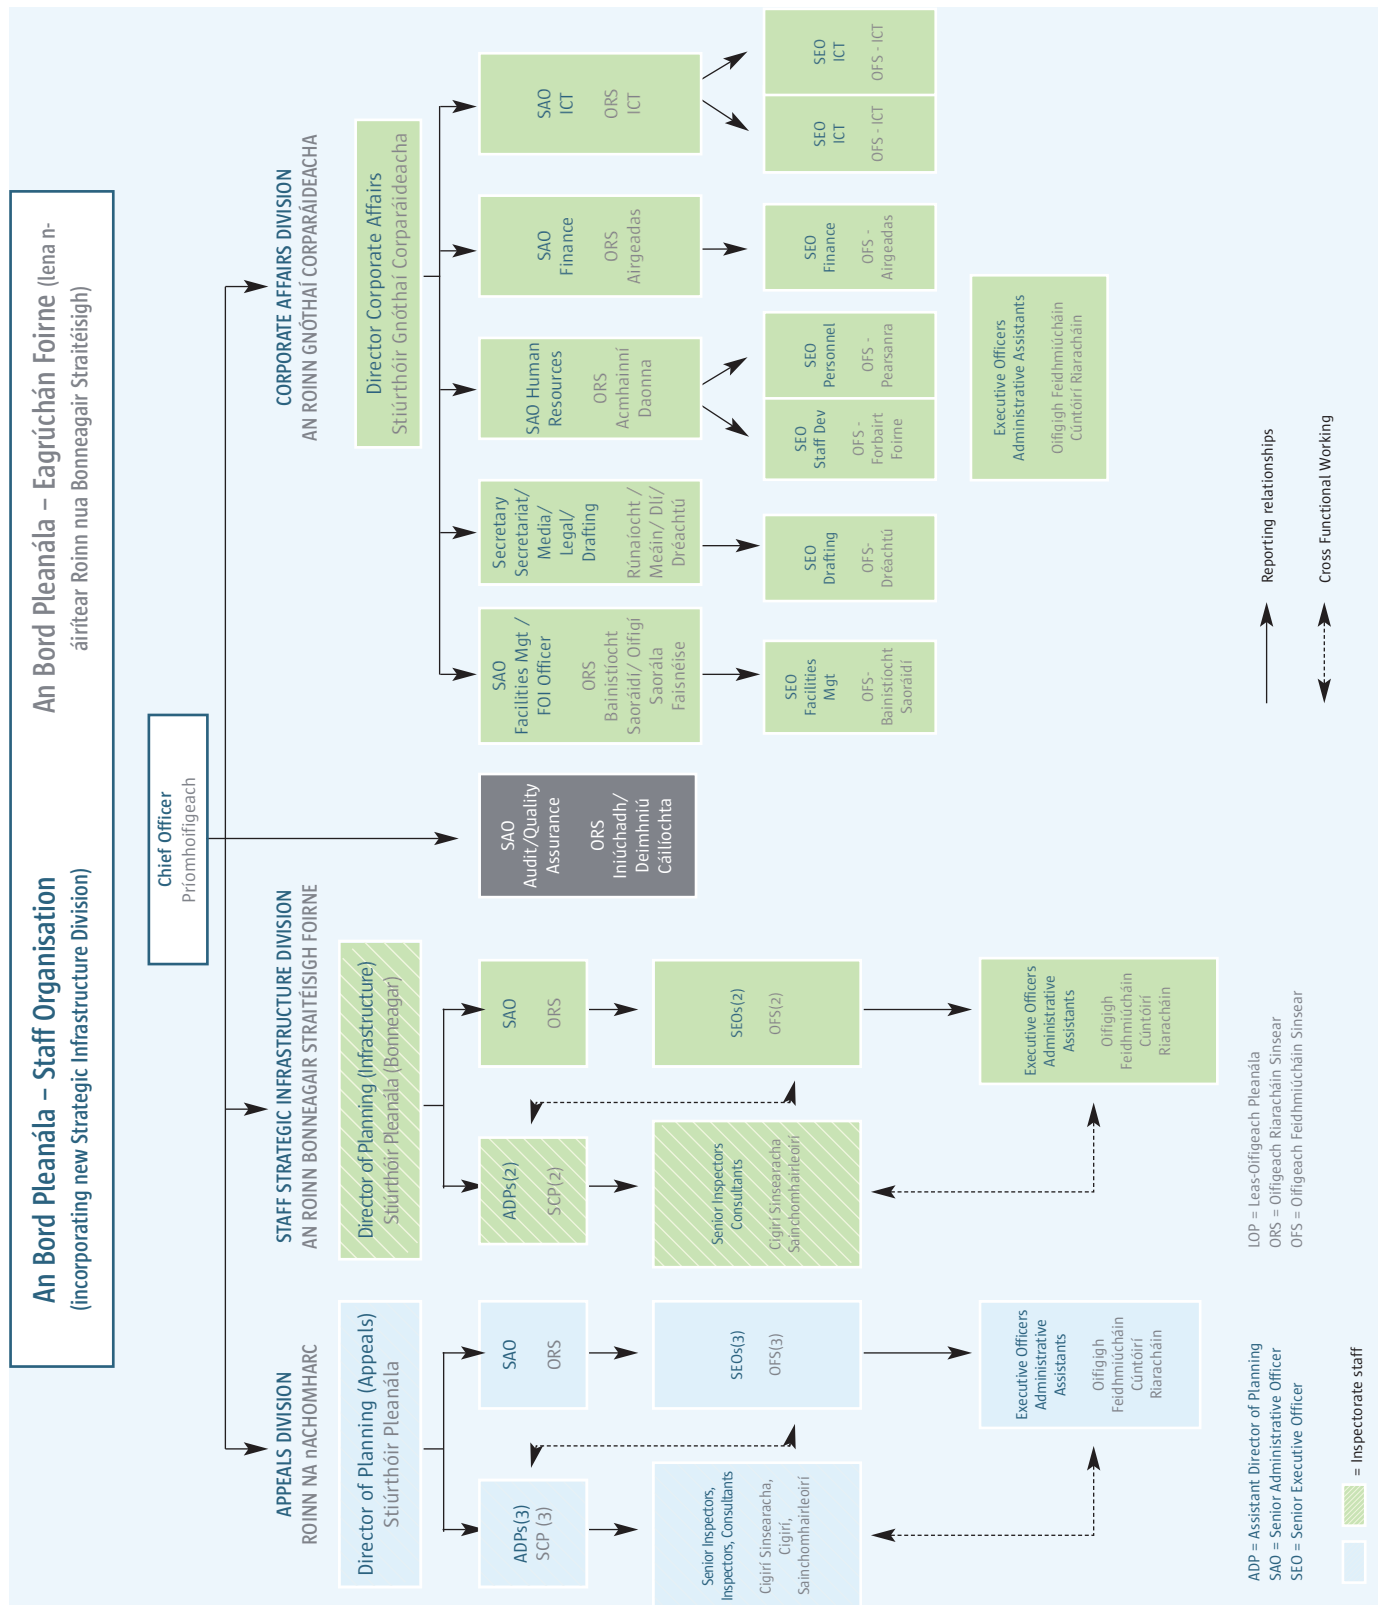 An Bord Pleanála – Staff Organisation
(incorporating new Strategic Infrastructure Division)
An Bord Pleanála – Eagrúchán Foirne (lena n-
áirítear Roinn nua Bonneagair Straitéisigh)
Chief Officer
Príomhoifigeach
APPEALS DIVISION
ROINN NA nACHOMHARC
Director of Planning (Appeals)
Stiúrthóir Pleanála
ADPs(3)
SCP (3)
SAO
ORS
Senior Inspectors,
Inspectors, Consultants
Cigirí Sinsearacha,
Cigirí,
Sainchomhairleoirí
SEOs(3)
OFS(3)
Executive Officers
Administrative
Assistants
Oifigigh
Feidhmiúcháin
Cúntóirí
Riaracháin
STAFF STRATEGIC INFRASTRUCTURE DIVISION
AN ROINN BONNEAGAIR STRAITÉISIGH FOIRNE
Director of Planning (Infrastructure)
Stiúrthóir Pleanála (Bonneagar)
ADPs(2)
SCP(2)
SAO
ORS
Senior Inspectors
Consultants
Cigirí Sinsearacha
Sainchomhairleoirí
SEOs(2)
OFS(2)
Executive Officers
Administrative
Assistants
Oifigigh
Feidhmiúcháin
Cúntóirí
Riaracháin
SAO
Audit/Quality
Assurance
ORS
Iniúchadh/
Deimhniú
Cáilíochta
CORPORATE AFFAIRS DIVISION
AN ROINN GNÓTHAÍ CORPARÁIDEACHA
Director Corporate Affairs
Stiúrthóir Gnóthaí Corparáideacha
SAO
Facilities Mgt /
FOI Officer
ORS
Bainistíocht
Saoráidí/ Oifigí
Saorála
Faisnéise
Secretary
Secretariat/
Media/
Legal/
Drafting
Rúnaíocht /
Meáin/ Dlí/
Dréachtú
SAO Human
Resources
ORS
Acmhainní
Daonna
SAO
Finance
ORS
Airgeadas
SAO
ICT
ORS
ICT
SEO
Facilities
Mgt
OFS-
Bainistíocht
Saoráidí
SEO
Drafting
OFS-
Dréachtú
SEO
Staff Dev
OFS -
Forbairt
Foirne
SEO
Personnel
OFS -
Pearsanra
SEO
Finance
OFS -
Airgeadas
SEO
ICT
OFS - ICT
SEO
ICT
OFS - ICT
Executive Officers
Administrative Assistants
Oifigigh Feidhmiúcháin
Cúntóirí Riaracháin
ADP = Assistant Director of Planning
SAO = Senior Administrative Officer
SEO = Senior Executive Officer
LOP = Leas-Oifigeach Pleanála
ORS = Oifigeach Riaracháin Sinsear
OFS = Oifigeach Feidhmiúcháin Sinsear
Reporting relationships
Cross Functional Working
= Inspectorate staff